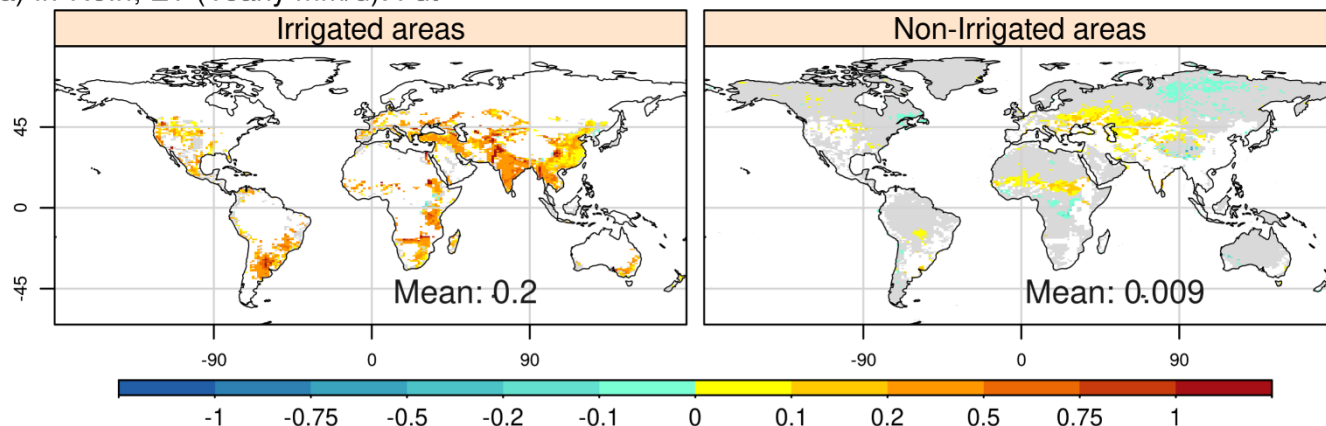 Irrigated areas
Non-Irrigated areas
45
0
-45
Mean: 0.2
Mean: 0.009
-90 0 90
-90 0 90
-1 -0.75 -0.5 -0.2 -0.1 0 0.1 0.2 0.5 0.75 1